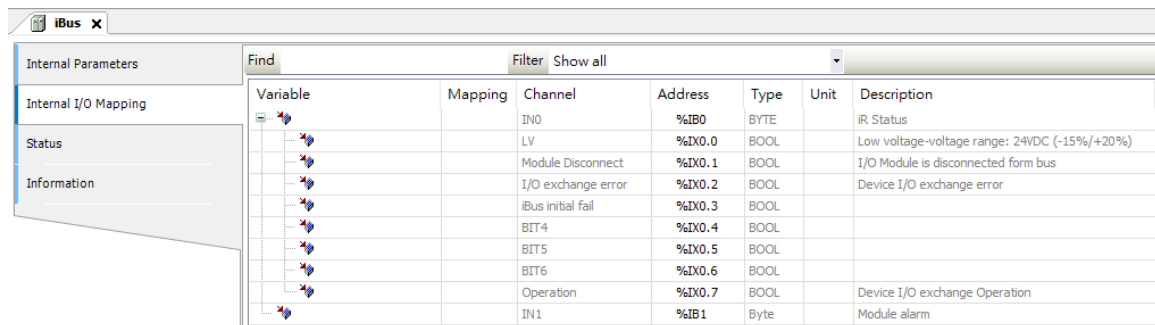 iBus X
Internal Parameters
Internal I/O Mapping
Status
Information
Find Filter Show all
Variable Mapping Channel Address Type Unit Description
IN0 %IB0 BYTE iR Status
LV %IX0.0 BOOL Low voltage-voltage range: 24VDC (-15%/+20%)
Module Disconnect %IX0.1 BOOL I/O Module is disconnected form bus
I/O exchange error %IX0.2 BOOL Device I/O exchange error
iBus initial fail %IX0.3 BOOL
BIT4 %IX0.4 BOOL
BIT5 %IX0.5 BOOL
BIT6 %IX0.6 BOOL
Operation %IX0.7 BOOL Device I/O exchange Operation
IN1 %IB1 Byte Module alarm